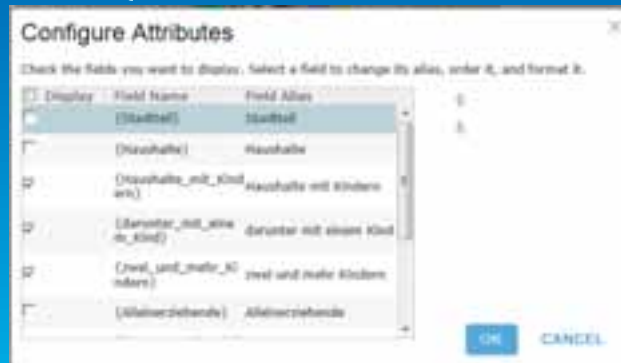 Configure Attributes
Check the fields you want to display. Select a field to change its alias, order it, and format it.
Display Field Name Field Alias
{Stadtteil} Stadtteil
{Haushalte} Haushalte
{Haushalte_mit_Kind
ern} Haushalte mit Kindern
{darunter_mit_eine
m_Kind} darunter mit einem Kind
{zwei_und_mehr_Ki
ndern} zwei und mehr Kindern
{Alleinerziehende} Alleinerziehende
OK CANCEL